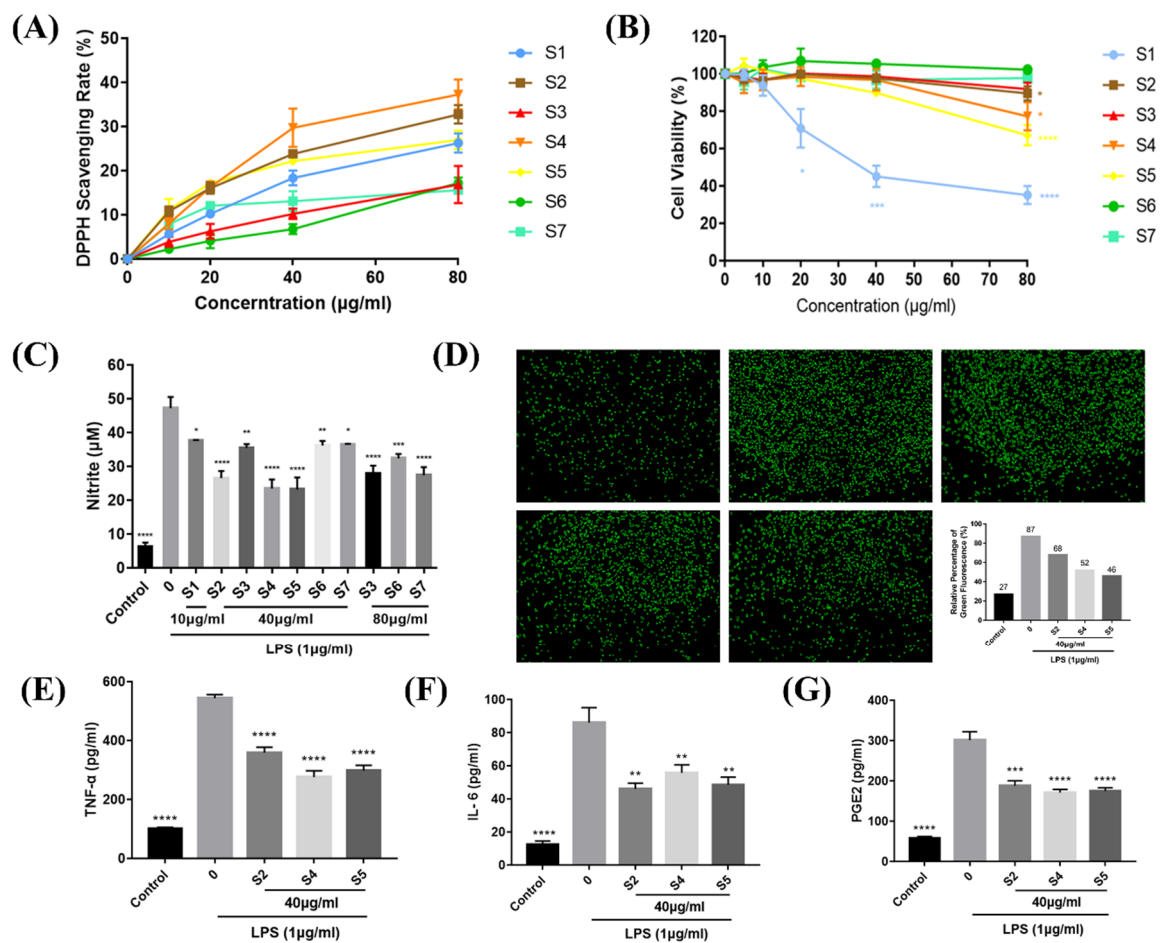 (A)
DPPH Scavenging Rate (%)
50
40
30
20
10
0
0 20 40 60 80
Concerntration (μg/ml)
S1
S2
S3
S4
S5
S6
S7
(B)
Cell Viability (%)
120
100
80
60
40
20
0
0 10 20 30 40 50 60 70 80
Concentration (μg/ml)
*
*
****
*
***
****
S1
S2
S3
S4
S5
S6
S7
(C)
Nitrite (μM)
60
50
40
30
20
10
0
**** * **** ** **** **** ** * **** *** ****
Control 0 S1 S2 S3 S4 S5 S6 S7 S3 S6 S7
10μg/ml 40μg/ml 80μg/ml
LPS (1μg/ml)
(D)
Relative Percentage of
Green Fluorescence (%)
100
80
60
40
20
0
27 87 68 52 46
Control 0 S2 S4 S5
40μg/ml
LPS (1μg/ml)
(E)
TNF-α (pg/ml)
600
400
200
0
**** **** **** ****
Control 0 S2 S4 S5
40μg/ml
LPS (1μg/ml)
(F)
IL- 6 (pg/ml)
100
80
60
40
20
0
**** ** ** **
Control 0 S2 S4 S5
40μg/ml
LPS (1μg/ml)
(G)
PGE2 (pg/ml)
400
300
200
100
0
**** *** **** ****
Control 0 S2 S4 S5
40μg/ml
LPS (1μg/ml)